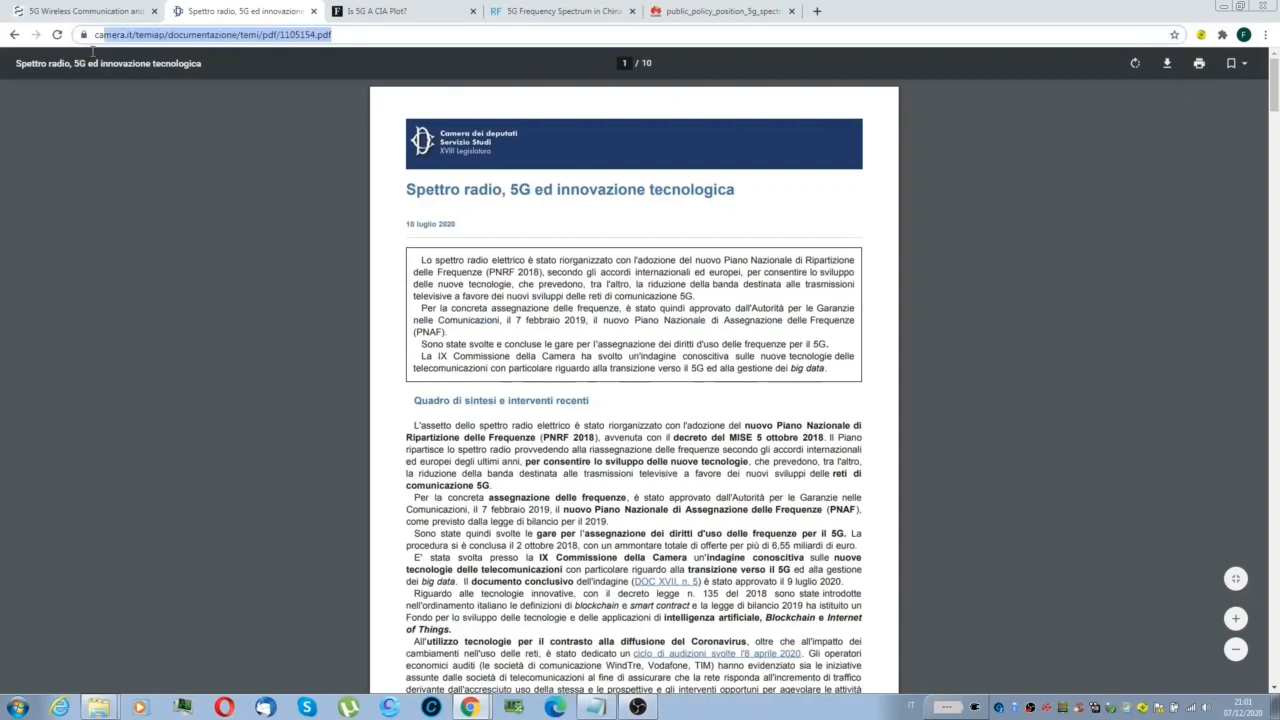 5G Wireless Communications and
Spettro radio, 5G ed innovazione
Is 5G A CIA Plot?
5G Frequency Spectrum in China
public_policy_position_5g_spectr
camera.it/temiap/documentazione/temi/pdf/1105154.pdf
Spettro radio, 5G ed innovazione tecnologica
1 / 10
Camera dei deputati
Servizio Studi
XVIII Legislatura
Spettro radio, 5G ed innovazione tecnologica
10 luglio 2020
Lo spettro radio elettrico è stato riorganizzato con l'adozione del nuovo Piano Nazionale di Ripartizione
delle Frequenze (PNRF 2018), secondo gli accordi internazionali ed europei, per consentire lo sviluppo
delle nuove tecnologie, che prevedono, tra l'altro, la riduzione della banda destinata alle trasmissioni
televisive a favore dei nuovi sviluppi delle reti di comunicazione 5G.
Per la concreta assegnazione delle frequenze, è stato quindi approvato dall'Autorità per le Garanzie
nelle Comunicazioni, il 7 febbraio 2019, il nuovo Piano Nazionale di Assegnazione delle Frequenze
(PNAF).
Sono state svolte e concluse le gare per l'assegnazione dei diritti d'uso delle frequenze per il 5G.
La IX Commissione della Camera ha svolto un'indagine conoscitiva sulle nuove tecnologie delle
telecomunicazioni con particolare riguardo alla transizione verso il 5G ed alla gestione dei big data.
Quadro di sintesi e interventi recenti
L'assetto dello spettro radio elettrico è stato riorganizzato con l'adozione del nuovo Piano Nazionale di
Ripartizione delle Frequenze (PNRF 2018), avvenuta con il decreto del MISE 5 ottobre 2018. Il Piano
ripartisce lo spettro radio provvedendo alla riassegnazione delle frequenze secondo gli accordi internazionali
ed europei degli ultimi anni, per consentire lo sviluppo delle nuove tecnologie, che prevedono, tra l'altro,
la riduzione della banda destinata alle trasmissioni televisive a favore dei nuovi sviluppi delle reti di
comunicazione 5G.
Per la concreta assegnazione delle frequenze, è stato approvato dall'Autorità per le Garanzie nelle
Comunicazioni, il 7 febbraio 2019, il nuovo Piano Nazionale di Assegnazione delle Frequenze (PNAF),
come previsto dalla legge di bilancio per il 2019.
Sono state quindi svolte le gare per l'assegnazione dei diritti d'uso delle frequenze per il 5G. La
procedura si è conclusa il 2 ottobre 2018, con un ammontare totale di offerte per più di 6,55 miliardi di euro.
E' stata svolta presso la IX Commissione della Camera un'indagine conoscitiva sulle nuove
tecnologie delle telecomunicazioni con particolare riguardo alla transizione verso il 5G ed alla gestione
dei big data. Il documento conclusivo dell'indagine (DOC XVII, n. 5) è stato approvato il 9 luglio 2020.
Riguardo alle tecnologie innovative, con il decreto legge n. 135 del 2018 sono state introdotte
nell'ordinamento italiano le definizioni di blockchain e smart contract e la legge di bilancio 2019 ha istituito un
Fondo per lo sviluppo delle tecnologie e delle applicazioni di intelligenza artificiale, Blockchain e Internet
of Things.
All'utilizzo tecnologie per il contrasto alla diffusione del Coronavirus, oltre che all'impatto dei
cambiamenti nell'uso delle reti, è stato dedicato un ciclo di audizioni svolte l'8 aprile 2020. Gli operatori
economici auditi (le società di comunicazione WindTre, Vodafone, TIM) hanno evidenziato sia le iniziative
assunte dalle società di telecomunicazioni al fine di assicurare che la rete risponda all'incremento di traffico
derivante dall'accresciuto uso della stessa e le prospettive e gli interventi opportuni per agevolare le attività
IT
21:01
07/12/2020